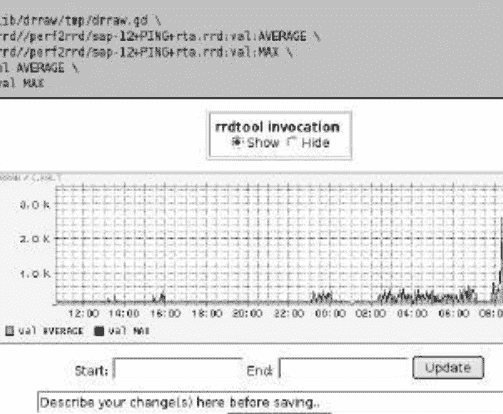 ib/drraw/tmp/drraw.gd \
rrd//perf2rrd/sap-12+PING+rta.rrd:val:AVERAGE \
rrd//perf2rrd/sap-12+PING+rta.rrd:val:MAX \
al AVERAGE \
val MAX
rrdtool invocation
Show Hide
3.0 k
2.0 k
1.0 k
12:00 14:00 16:00 18:00 20:00 22:00 00:00 02:00 04:00 06:00 08:0
val AVERAGE val MAX
Start: End: Update
Describe your change(s) here before saving..